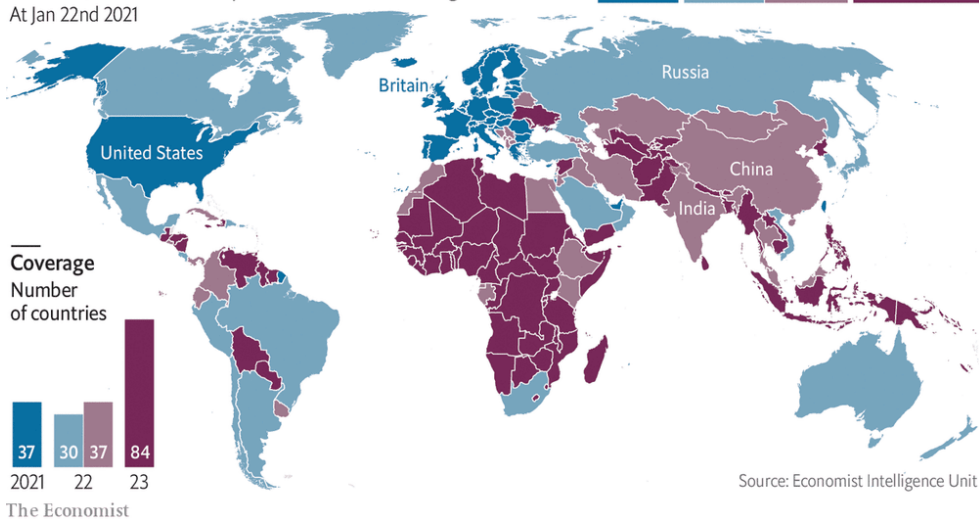 At Jan 22nd 2021
Russia
Britain
United States
China
India
Coverage
Number
of countries
37
30
37
84
2021
22
23
Source: Economist Intelligence Unit
The Economist